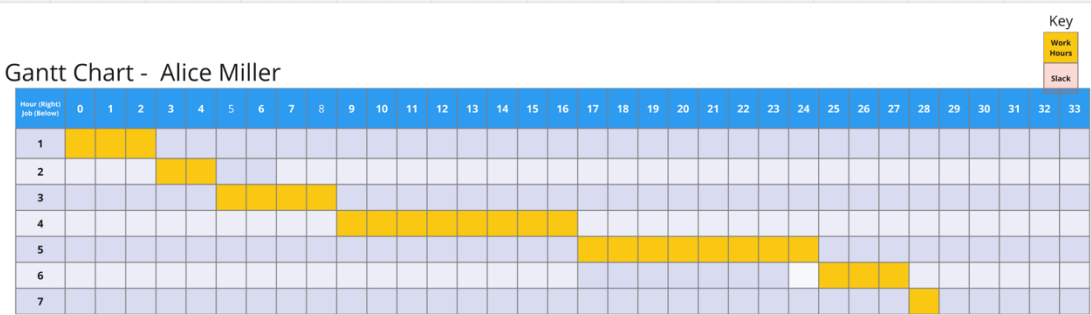 Key
Work
Hours
Slack
Gantt Chart -  Alice Miller
Hour (Right)
Job (Below)
0 1 2 3 4 5 6 7 8 9 10 11 12 13 14 15 16 17 18 19 20 21 22 23 24 25 26 27 28 29 30 31 32 33
1
2
3
4
5
6
7